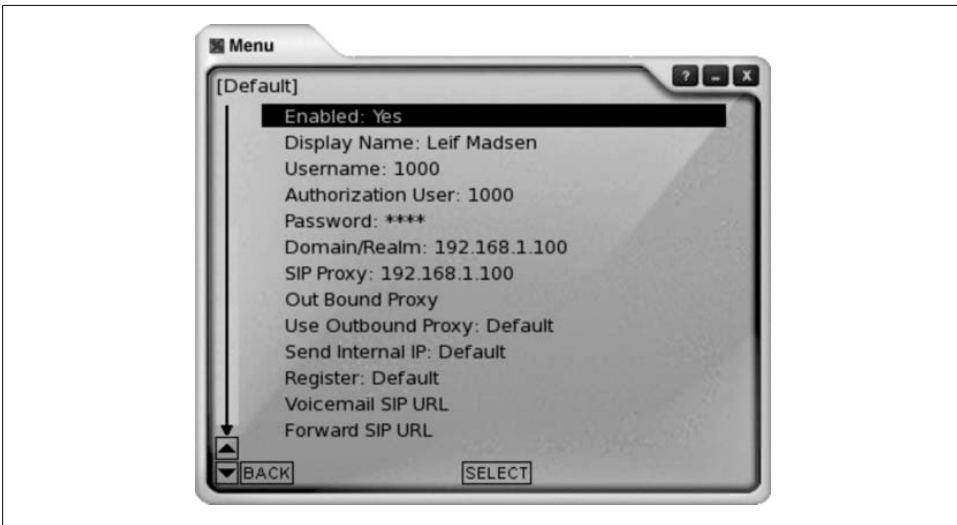 Menu
? - X
[Default]
Enabled: Yes
Display Name: Leif Madsen
Username: 1000
Authorization User: 1000
Password: ****
Domain/Realm: 192.168.1.100
SIP Proxy: 192.168.1.100
Out Bound Proxy
Use Outbound Proxy: Default
Send Internal IP: Default
Register: Default
Voicemail SIP URL
Forward SIP URL
BACK SELECT